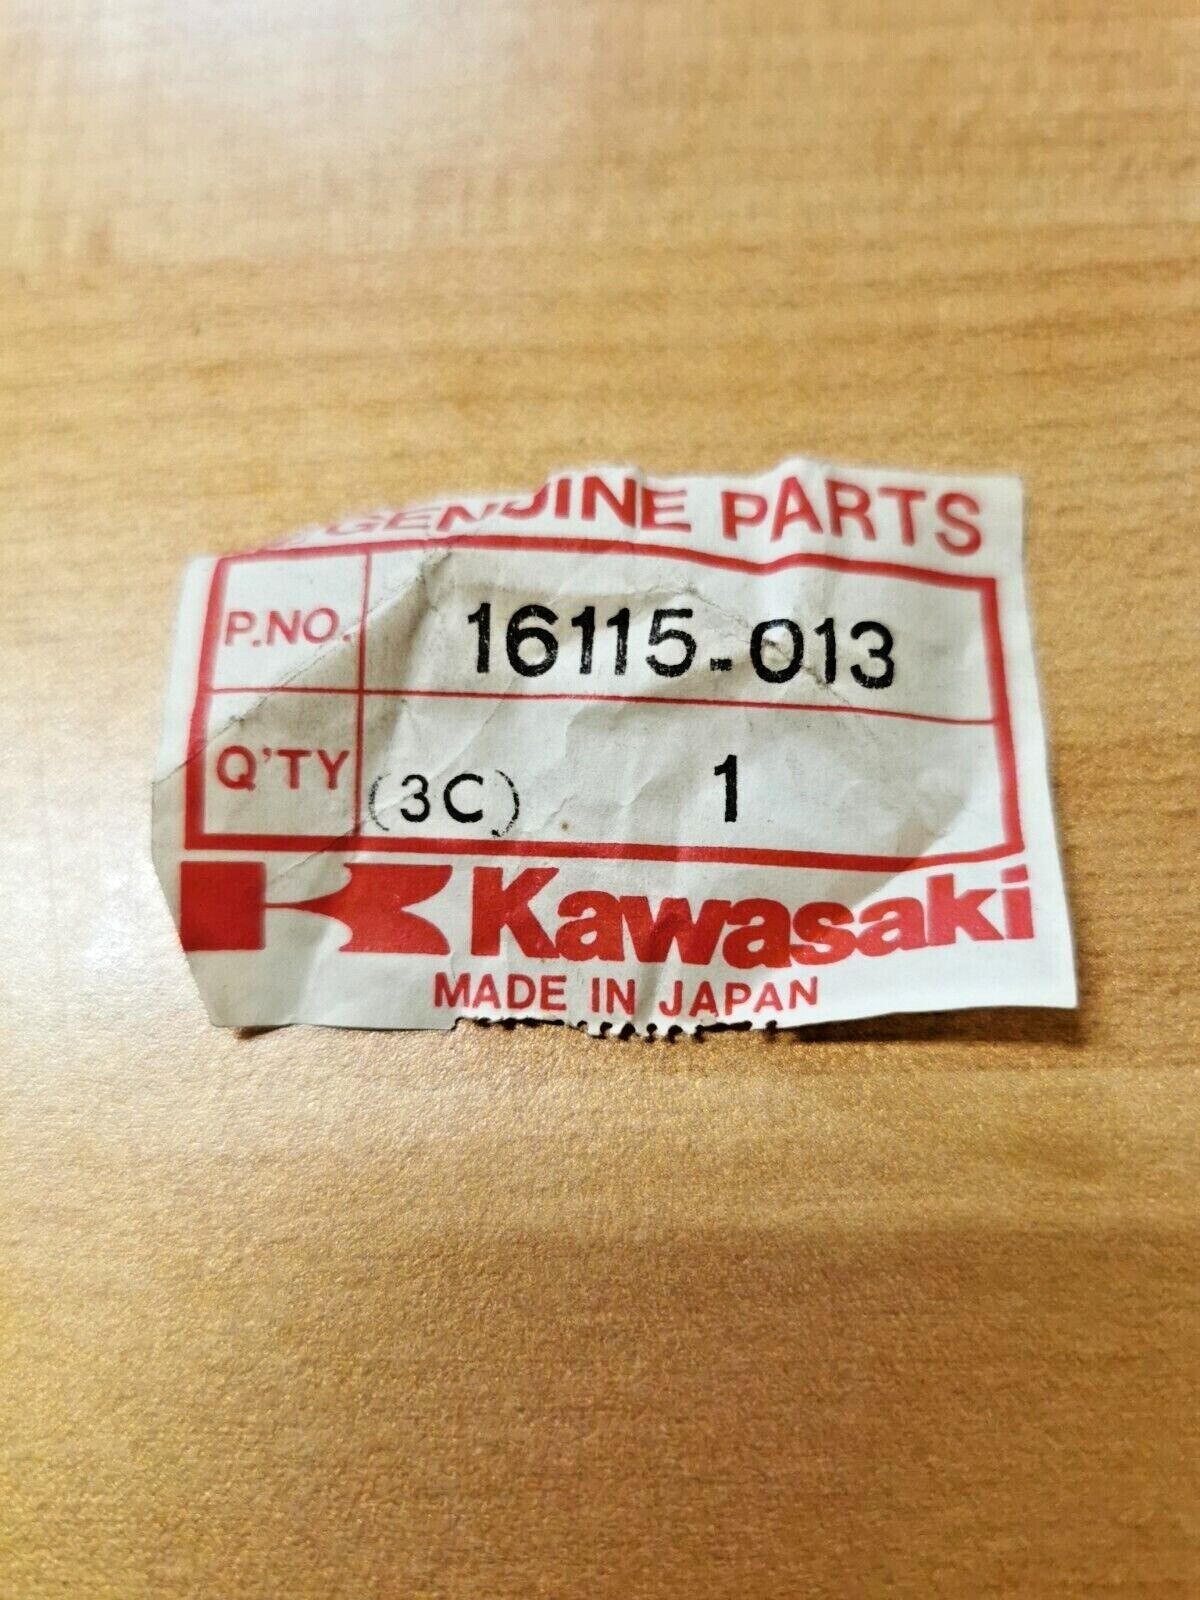 GENUINE PARTS
P.NO. 16115-013
Q'TY (3C) 1
Kawasaki
MADE IN JAPAN